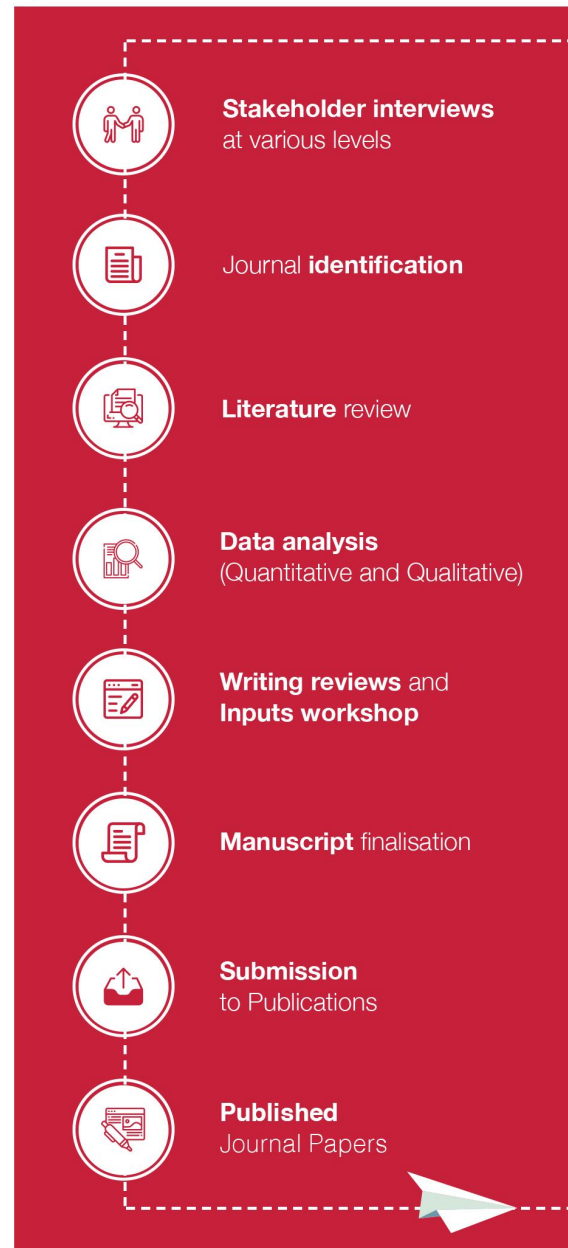 Stakeholder interviews
at various levels
Journal identification
Literature review
Data analysis
(Quantitative and Qualitative)
Writing reviews and
Inputs workshop
Manuscript finalisation
Submission
to Publications
Published
Journal Papers